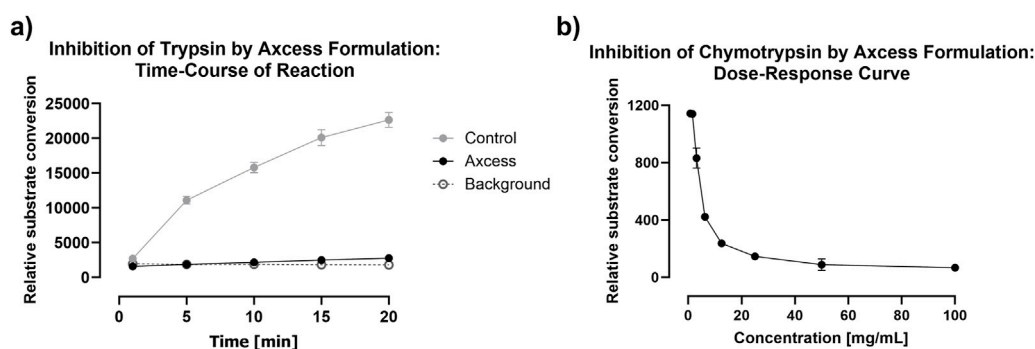 a)
Inhibition of Trypsin by Axcess Formulation:
Time-Course of Reaction
Relative substrate conversion
25000
20000
15000
10000
5000
0
0 5 10 15 20
Time [min]
Control
Axcess
Background
b)
Inhibition of Chymotrypsin by Axcess Formulation:
Dose-Response Curve
Relative substrate conversion
1200
800
400
0
0 20 40 60 80 100
Concentration [mg/mL]